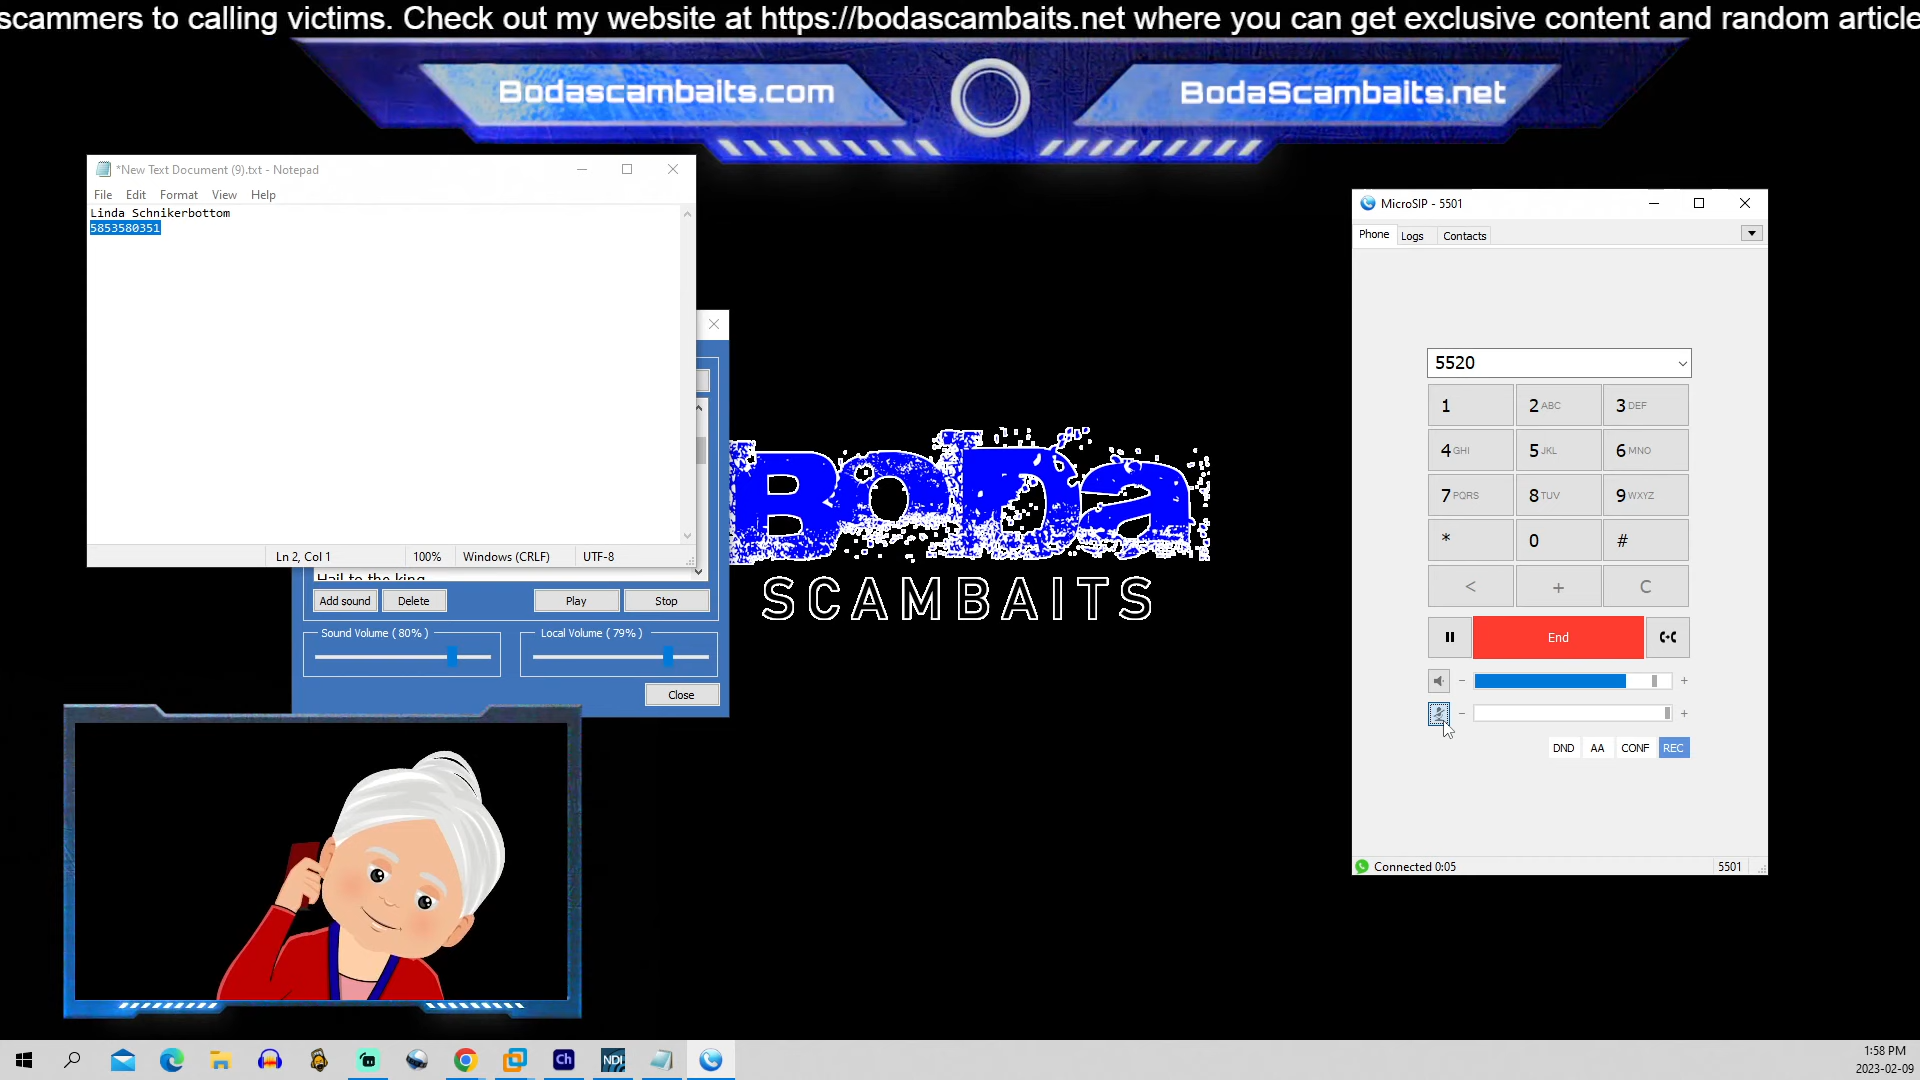 scammers to calling victims. Check out my website at https://bodascambaits.net where you can get exclusive content and random article
Bodascambaits.com
BodaScambaits.net
*New Text Document (9).txt - Notepad
File Edit Format View Help
Linda Schnikerbottom
5853580351
Ln 2, Col 1 100% Windows (CRLF) UTF-8
Hail to the king
Add sound Delete Play Stop
Sound Volume ( 80% ) Local Volume ( 79% )
Close
BoDa
SCAMBAITS
MicroSIP - 5501
Phone Logs Contacts
5520
1 2 ABC 3 DEF
4 GHI 5 JKL 6 MNO
7 PQRS 8 TUV 9 WXYZ
* 0 #
< + C
End
- +
- +
DND AA CONF REC
Connected 0:05 5501
Ch
NDI
1:58 PM
2023-02-09